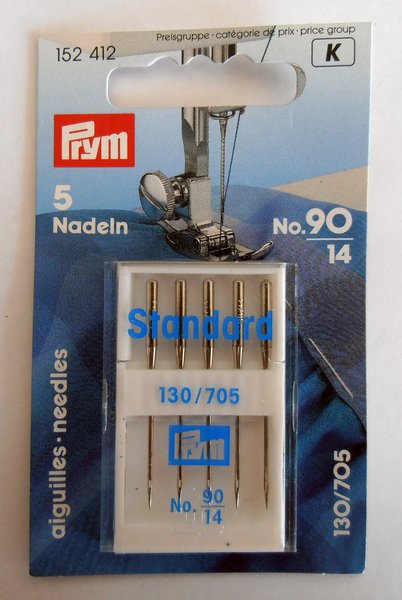 Preisgruppe · catégorie de prix · price group
152 412
K
Prym
5
Nadeln
No. 90
14
Standard
130/705
Prym
No. 90
14
aiguilles · needles
130/705